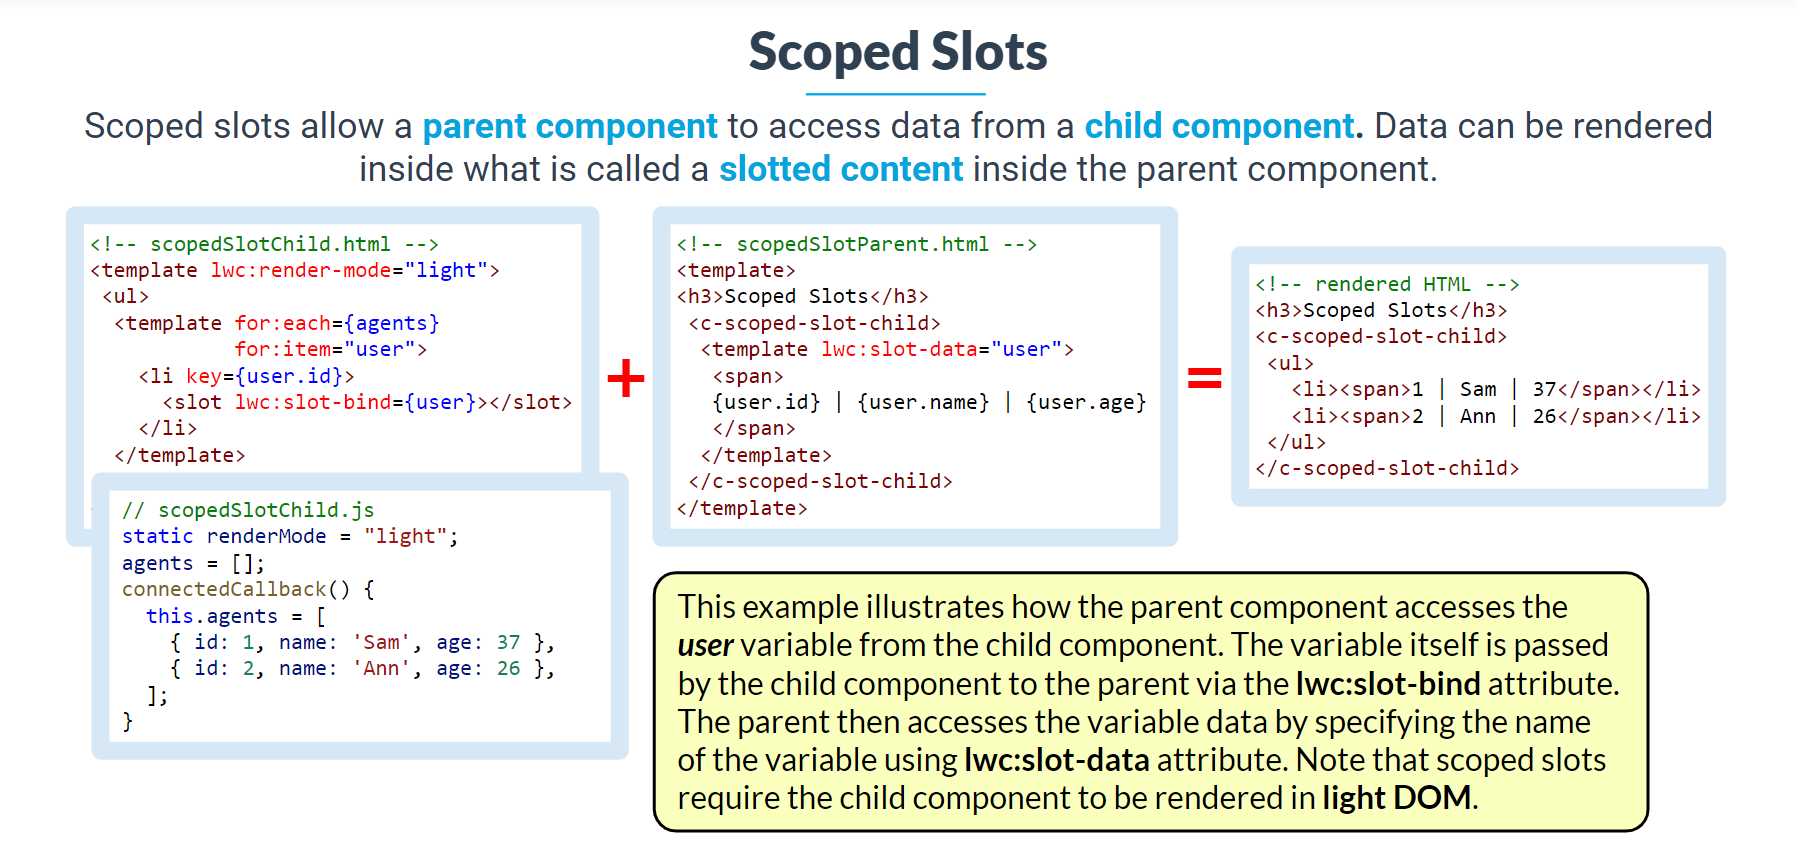 Scoped Slots
Scoped slots allow a parent component to access data from a child component. Data can be rendered
inside what is called a slotted content inside the parent component.
<!-- scopedSlotChild.html -->
<template lwc:render-mode="light">
 <ul>
  <template for:each={agents}
            for:item="user">
    <li key={user.id}>
      <slot lwc:slot-bind={user}></slot>
    </li>
  </template>
// scopedSlotChild.js
static renderMode = "light";
agents = [];
connectedCallback() {
  this.agents = [
    { id: 1, name: 'Sam', age: 37 },
    { id: 2, name: 'Ann', age: 26 },
  ];
}
+
<!-- scopedSlotParent.html -->
<template>
<h3>Scoped Slots</h3>
 <c-scoped-slot-child>
  <template lwc:slot-data="user">
   <span>
   {user.id} | {user.name} | {user.age}
   </span>
  </template>
 </c-scoped-slot-child>
</template>
=
<!-- rendered HTML -->
<h3>Scoped Slots</h3>
<c-scoped-slot-child>
 <ul>
   <li><span>1 | Sam | 37</span></li>
   <li><span>2 | Ann | 26</span></li>
 </ul>
</c-scoped-slot-child>
This example illustrates how the parent component accesses the
user variable from the child component. The variable itself is passed
by the child component to the parent via the lwc:slot-bind attribute.
The parent then accesses the variable data by specifying the name
of the variable using lwc:slot-data attribute. Note that scoped slots
require the child component to be rendered in light DOM.